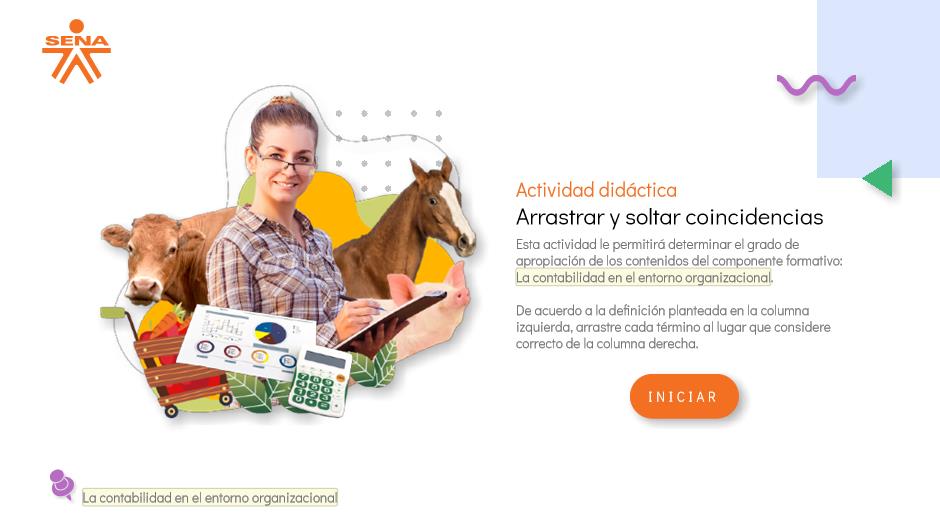 SENA
Actividad didáctica
Arrastrar y soltar coincidencias
Esta actividad le permitirá determinar el grado de
apropiación de los contenidos del componente formativo:
La contabilidad en el entorno organizacional.
De acuerdo a la definición planteada en la columna
izquierda, arrastre cada término al lugar que considere
correcto de la columna derecha.
INICIAR
La contabilidad en el entorno organizacional